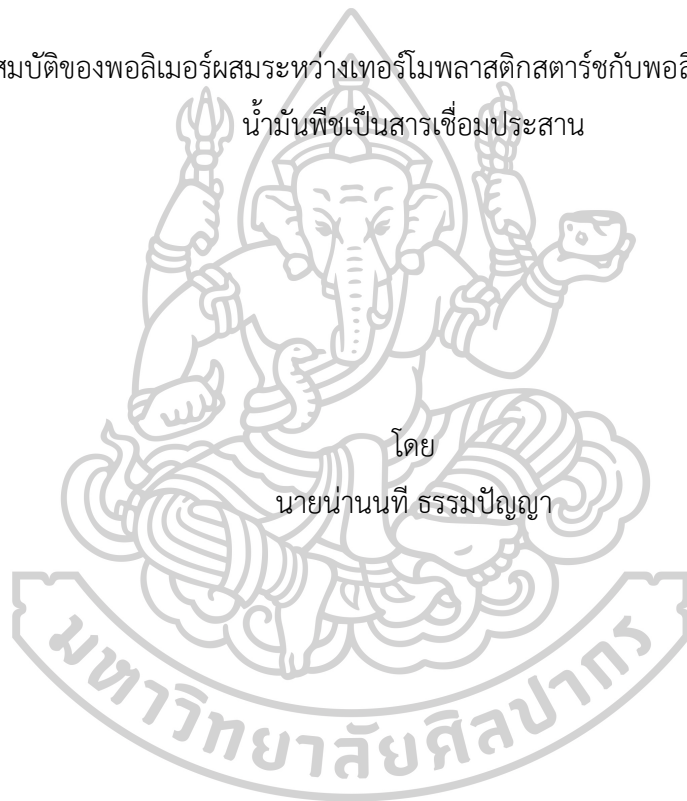 สมบัติของพอลิเมอร์ผสมระหว่างเทอร์โมพลาสติกสตาร์ชกับพอลิ
น้ำมันพืชเป็นสารเชื่อมประสาน
โดย
นายน่านนที ธรรมปัญญา
มหาวิทยาลัยศิลปากร